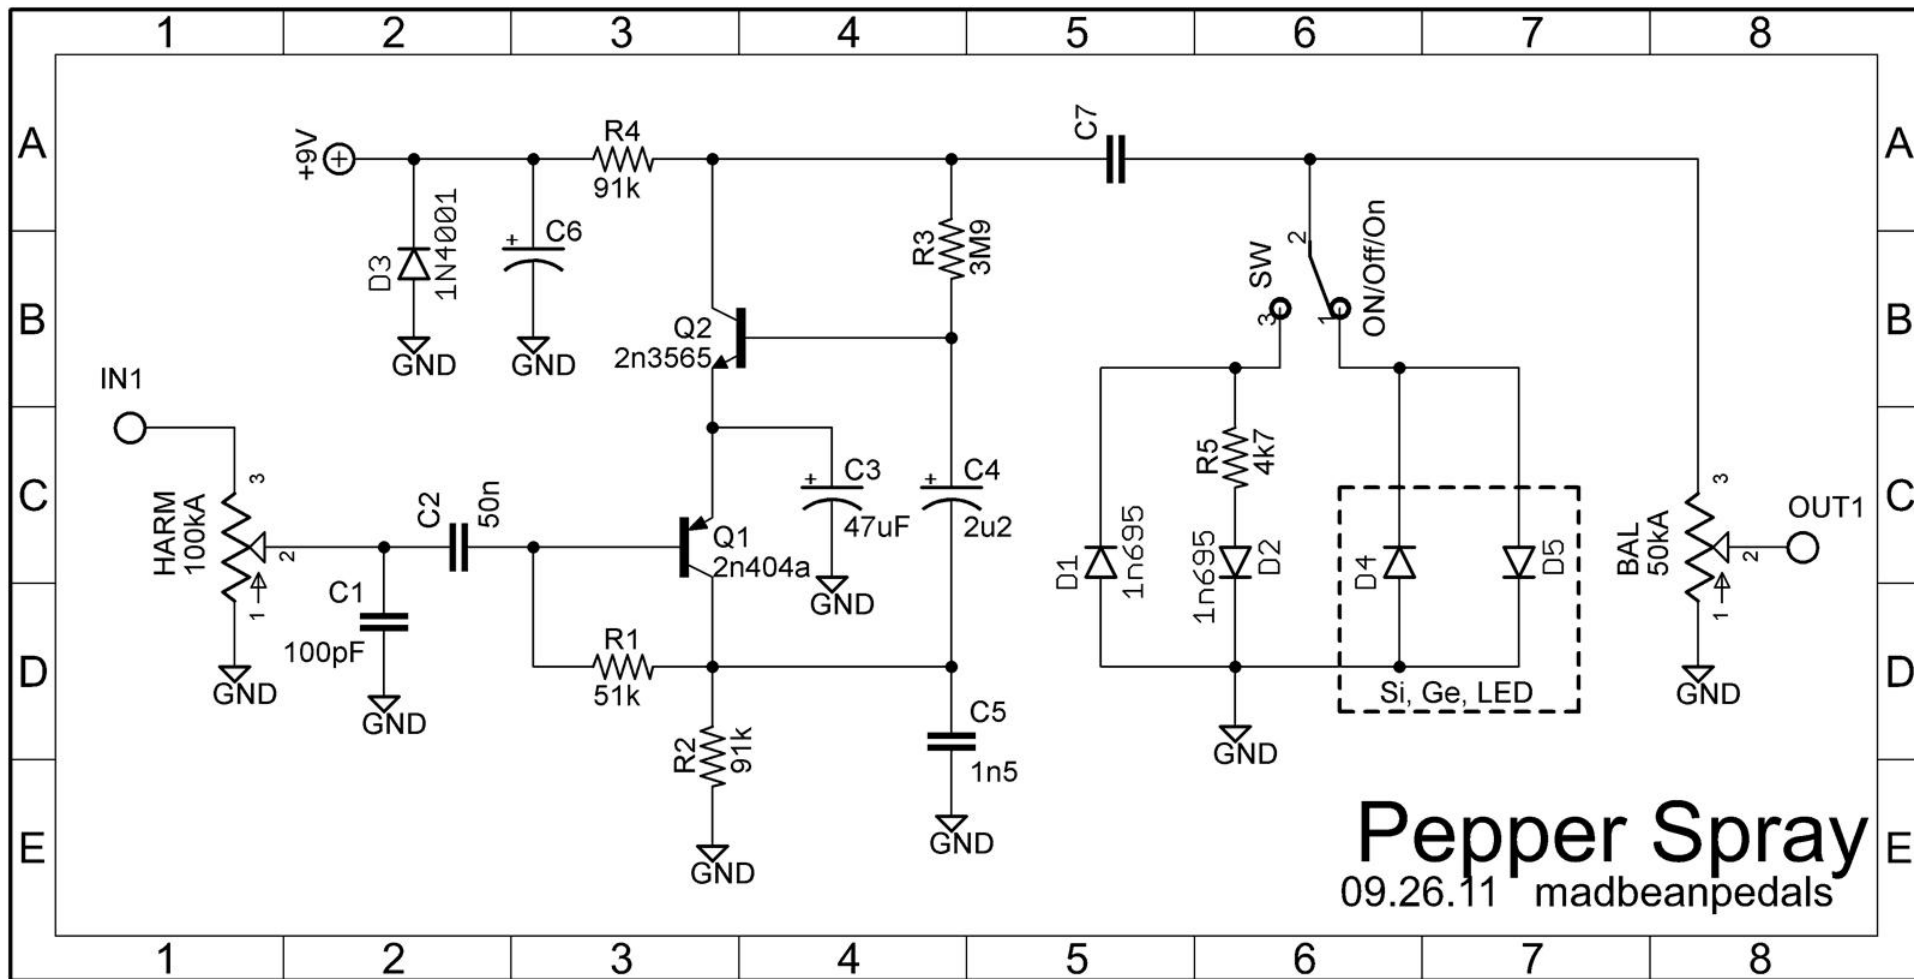 1 2 3 4 5 6 7 8
A
B
C
D
E
A
B
C
D
E
1 2 3 4 5 6 7 8
IN1
HARM
100kA
3
2
1
GND
C1
100pF
GND
C2
50n
+9V
+
D3
1N4001
GND
+
C6
GND
R4
91k
Q2
2n3565
Q1
2n404a
R1
51k
R2
91k
GND
+
C3
47uF
GND
R3
3M9
+
C4
2u2
C5
1n5
GND
C7
SW
2
3
1
ON/Off/On
D1
1n695
R5
4k7
1n695
D2
GND
D4
D5
Si, Ge, LED
BAL
50kA
3
2
1
GND
OUT1
Pepper Spray
09.26.11 madbeanpedals